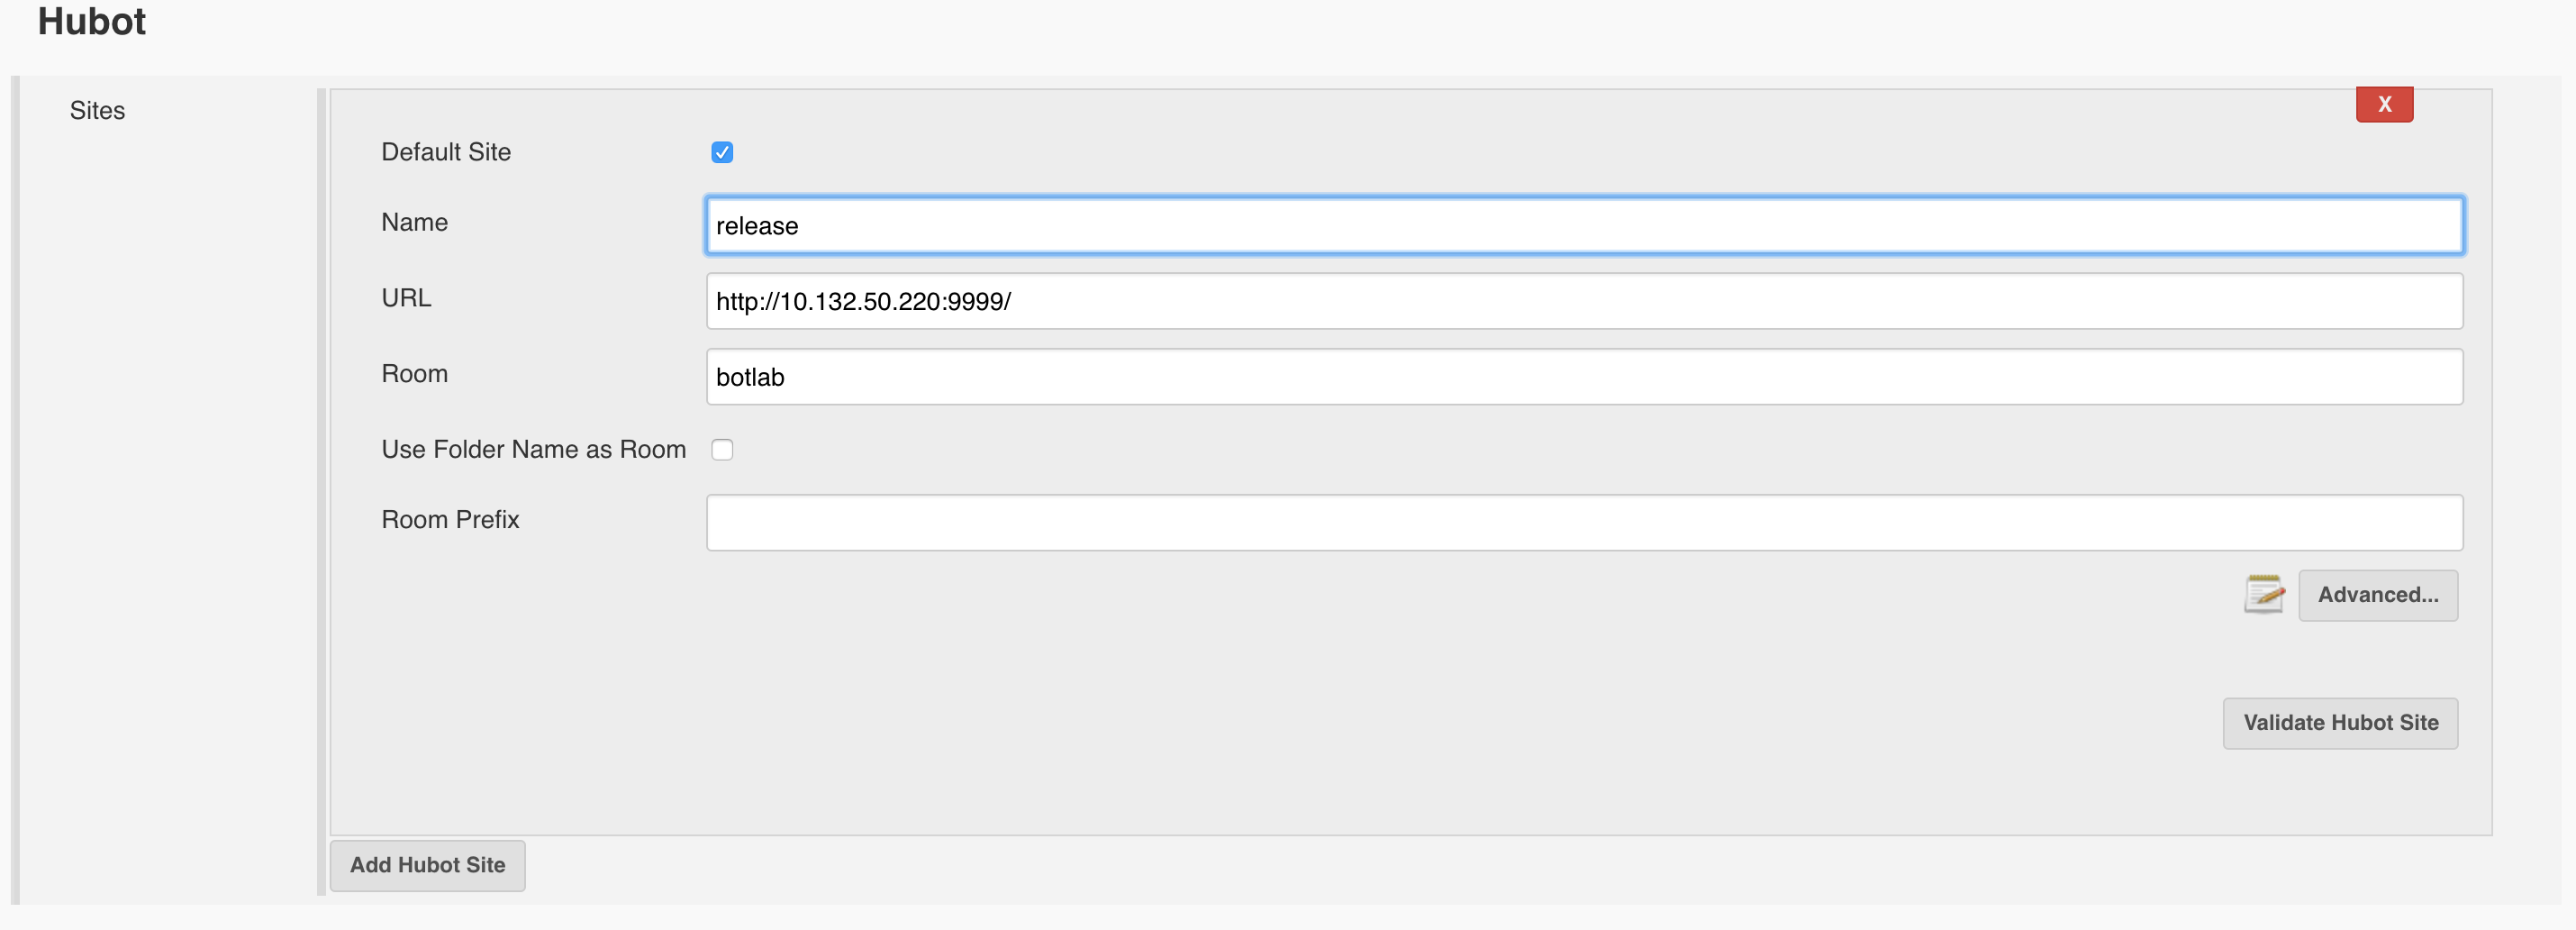 Hubot
Sites
X
Default Site
Name
release
URL
http://10.132.50.220:9999/
Room
botlab
Use Folder Name as Room
Room Prefix
Advanced...
Validate Hubot Site
Add Hubot Site